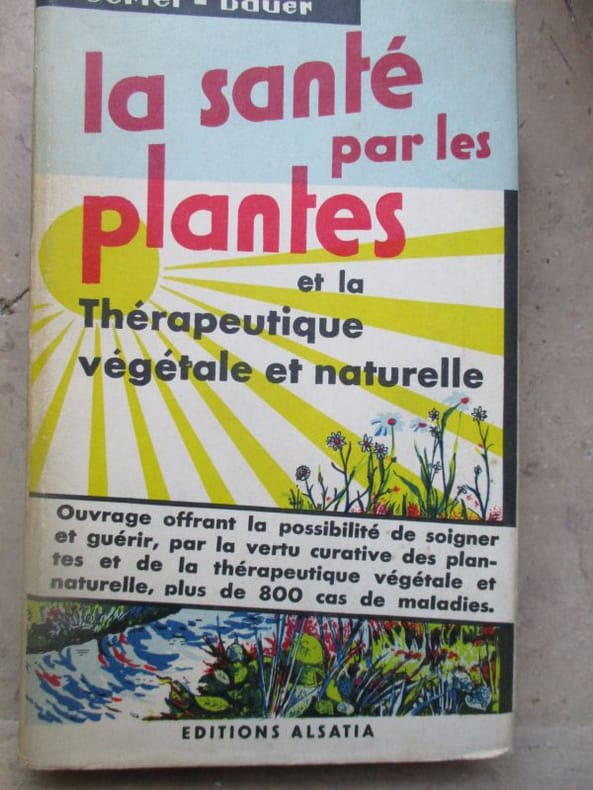 Bauer
la santé
par les
plantes
et la
Thérapeutique
végétale et naturelle
Ouvrage offrant la possibilité de soigner
et guérir, par la vertu curative des plan-
tes et de la thérapeutique végétale et
naturelle, plus de 800 cas de maladies.
EDITIONS ALSATIA